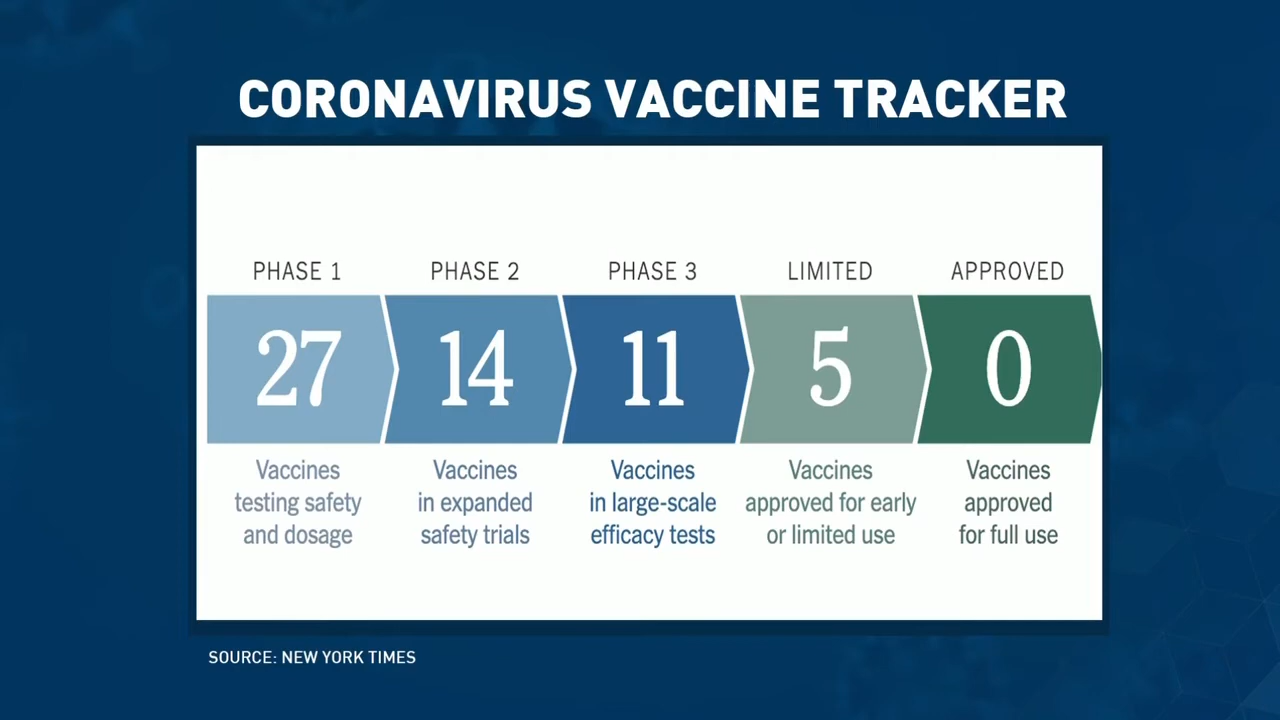 CORONAVIRUS VACCINE TRACKER
PHASE 1
27
Vaccines
testing safety
and dosage
PHASE 2
14
Vaccines
in expanded
safety trials
PHASE 3
11
Vaccines
in large-scale
efficacy tests
LIMITED
5
Vaccines
approved for early
or limited use
APPROVED
0
Vaccines
approved
for full use
SOURCE: NEW YORK TIMES